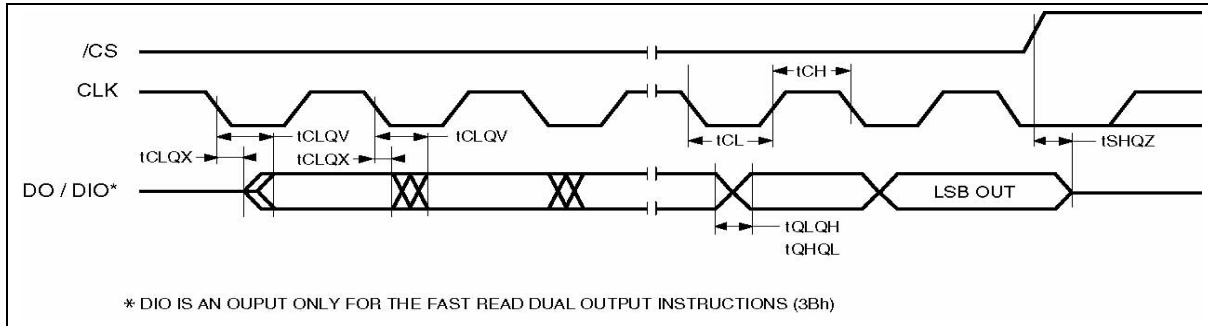 /CS
tCH
CLK
tCLQV
tCLQV
tCL
tSHQZ
tCLQX
tCLQX
DO / DIO*
LSB OUT
tQLQH
tQHQL
* DIO IS AN OUPUT ONLY FOR THE FAST READ DUAL OUTPUT INSTRUCTIONS (3Bh)